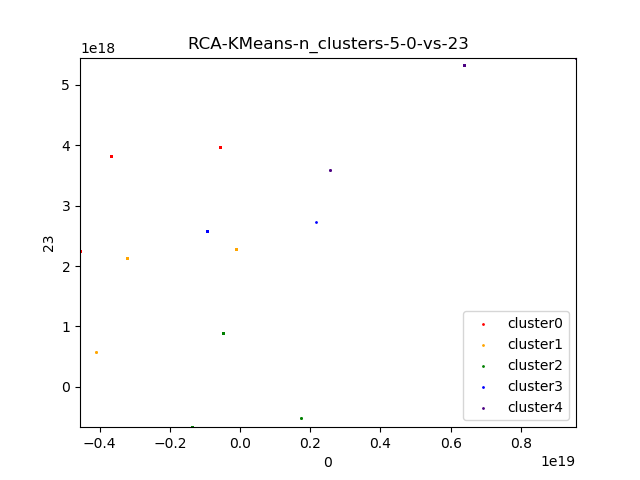 RCA-KMeans-n_clusters-5-0-vs-23
1e18
5
4
3
2
1
0
23
cluster0
cluster1
cluster2
cluster3
cluster4
−0.4 −0.2 0.0 0.2 0.4 0.6 0.8
0
1e19